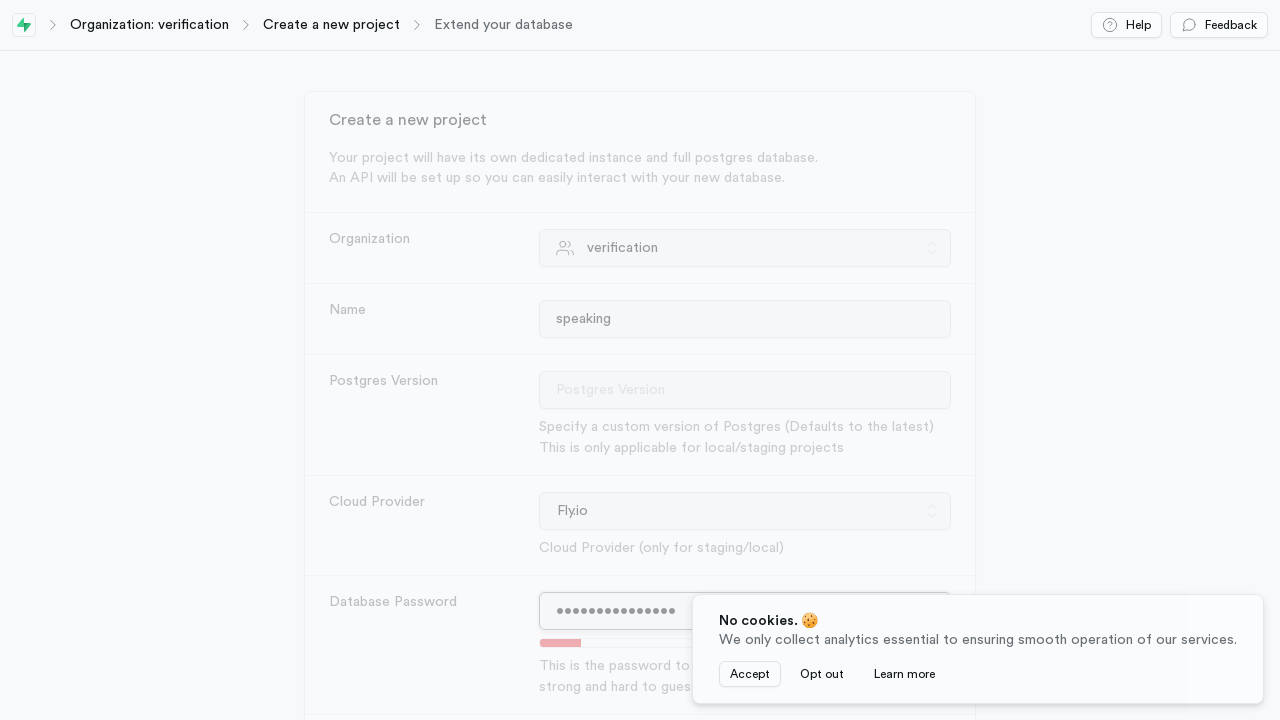 Organization: verification
Create a new project
Extend your database
Help
Feedback
Create a new project
Your project will have its own dedicated instance and full postgres database.
An API will be set up so you can easily interact with your new database.
Organization
verification
Name
speaking
Postgres Version
Postgres Version
Specify a custom version of Postgres (Defaults to the latest)
This is only applicable for local/staging projects
Cloud Provider
Fly.io
Cloud Provider (only for staging/local)
Database Password
•••••••••••••••
This is the password to
strong and hard to gues
No cookies. 🍪
We only collect analytics essential to ensuring smooth operation of our services.
Accept
Opt out
Learn more